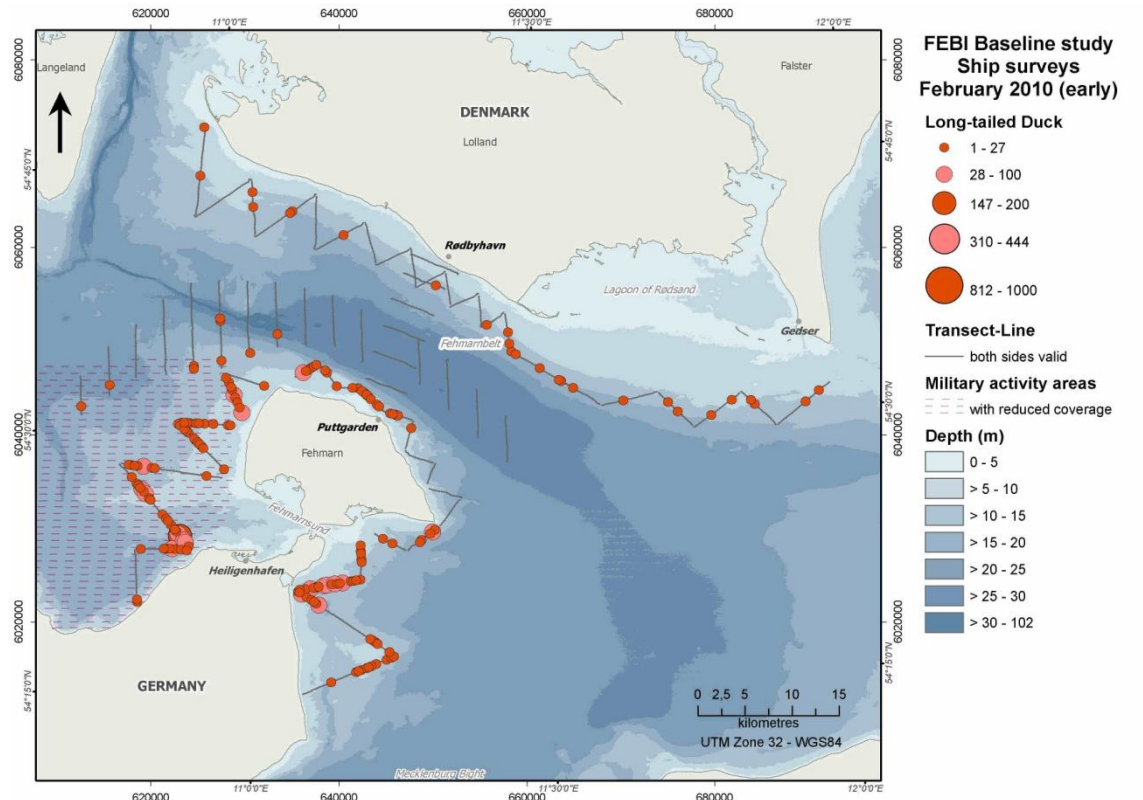 620000
640000
660000
680000
11°0'0"E
11°30'0"E
12°0'0"E
6080000
6080000
Langeland
Falster
DENMARK
Lolland
54°45'0"N
54°45'0"N
Rødbyhavn
6060000
6060000
Lagoon of Rødsand
Gedser
Fehmarnbelt
54°30'0"N
54°30'0"N
Puttgarden
6040000
6040000
Fehmarn
Fehmarnsund
Heiligenhafen
6020000
6020000
54°15'0"N
54°15'0"N
GERMANY
0 2,5 5 10 15
kilometres
UTM Zone 32 - WGS84
Mecklenburg Bight
620000
640000
660000
680000
11°0'0"E
11°30'0"E
12°0'0"E
FEBI Baseline study
Ship surveys
February 2010 (early)
Long-tailed Duck
1 - 27
28 - 100
147 - 200
310 - 444
812 - 1000
Transect-Line
both sides valid
Military activity areas
with reduced coverage
Depth (m)
0 - 5
> 5 - 10
> 10 - 15
> 15 - 20
> 20 - 25
> 25 - 30
> 30 - 102